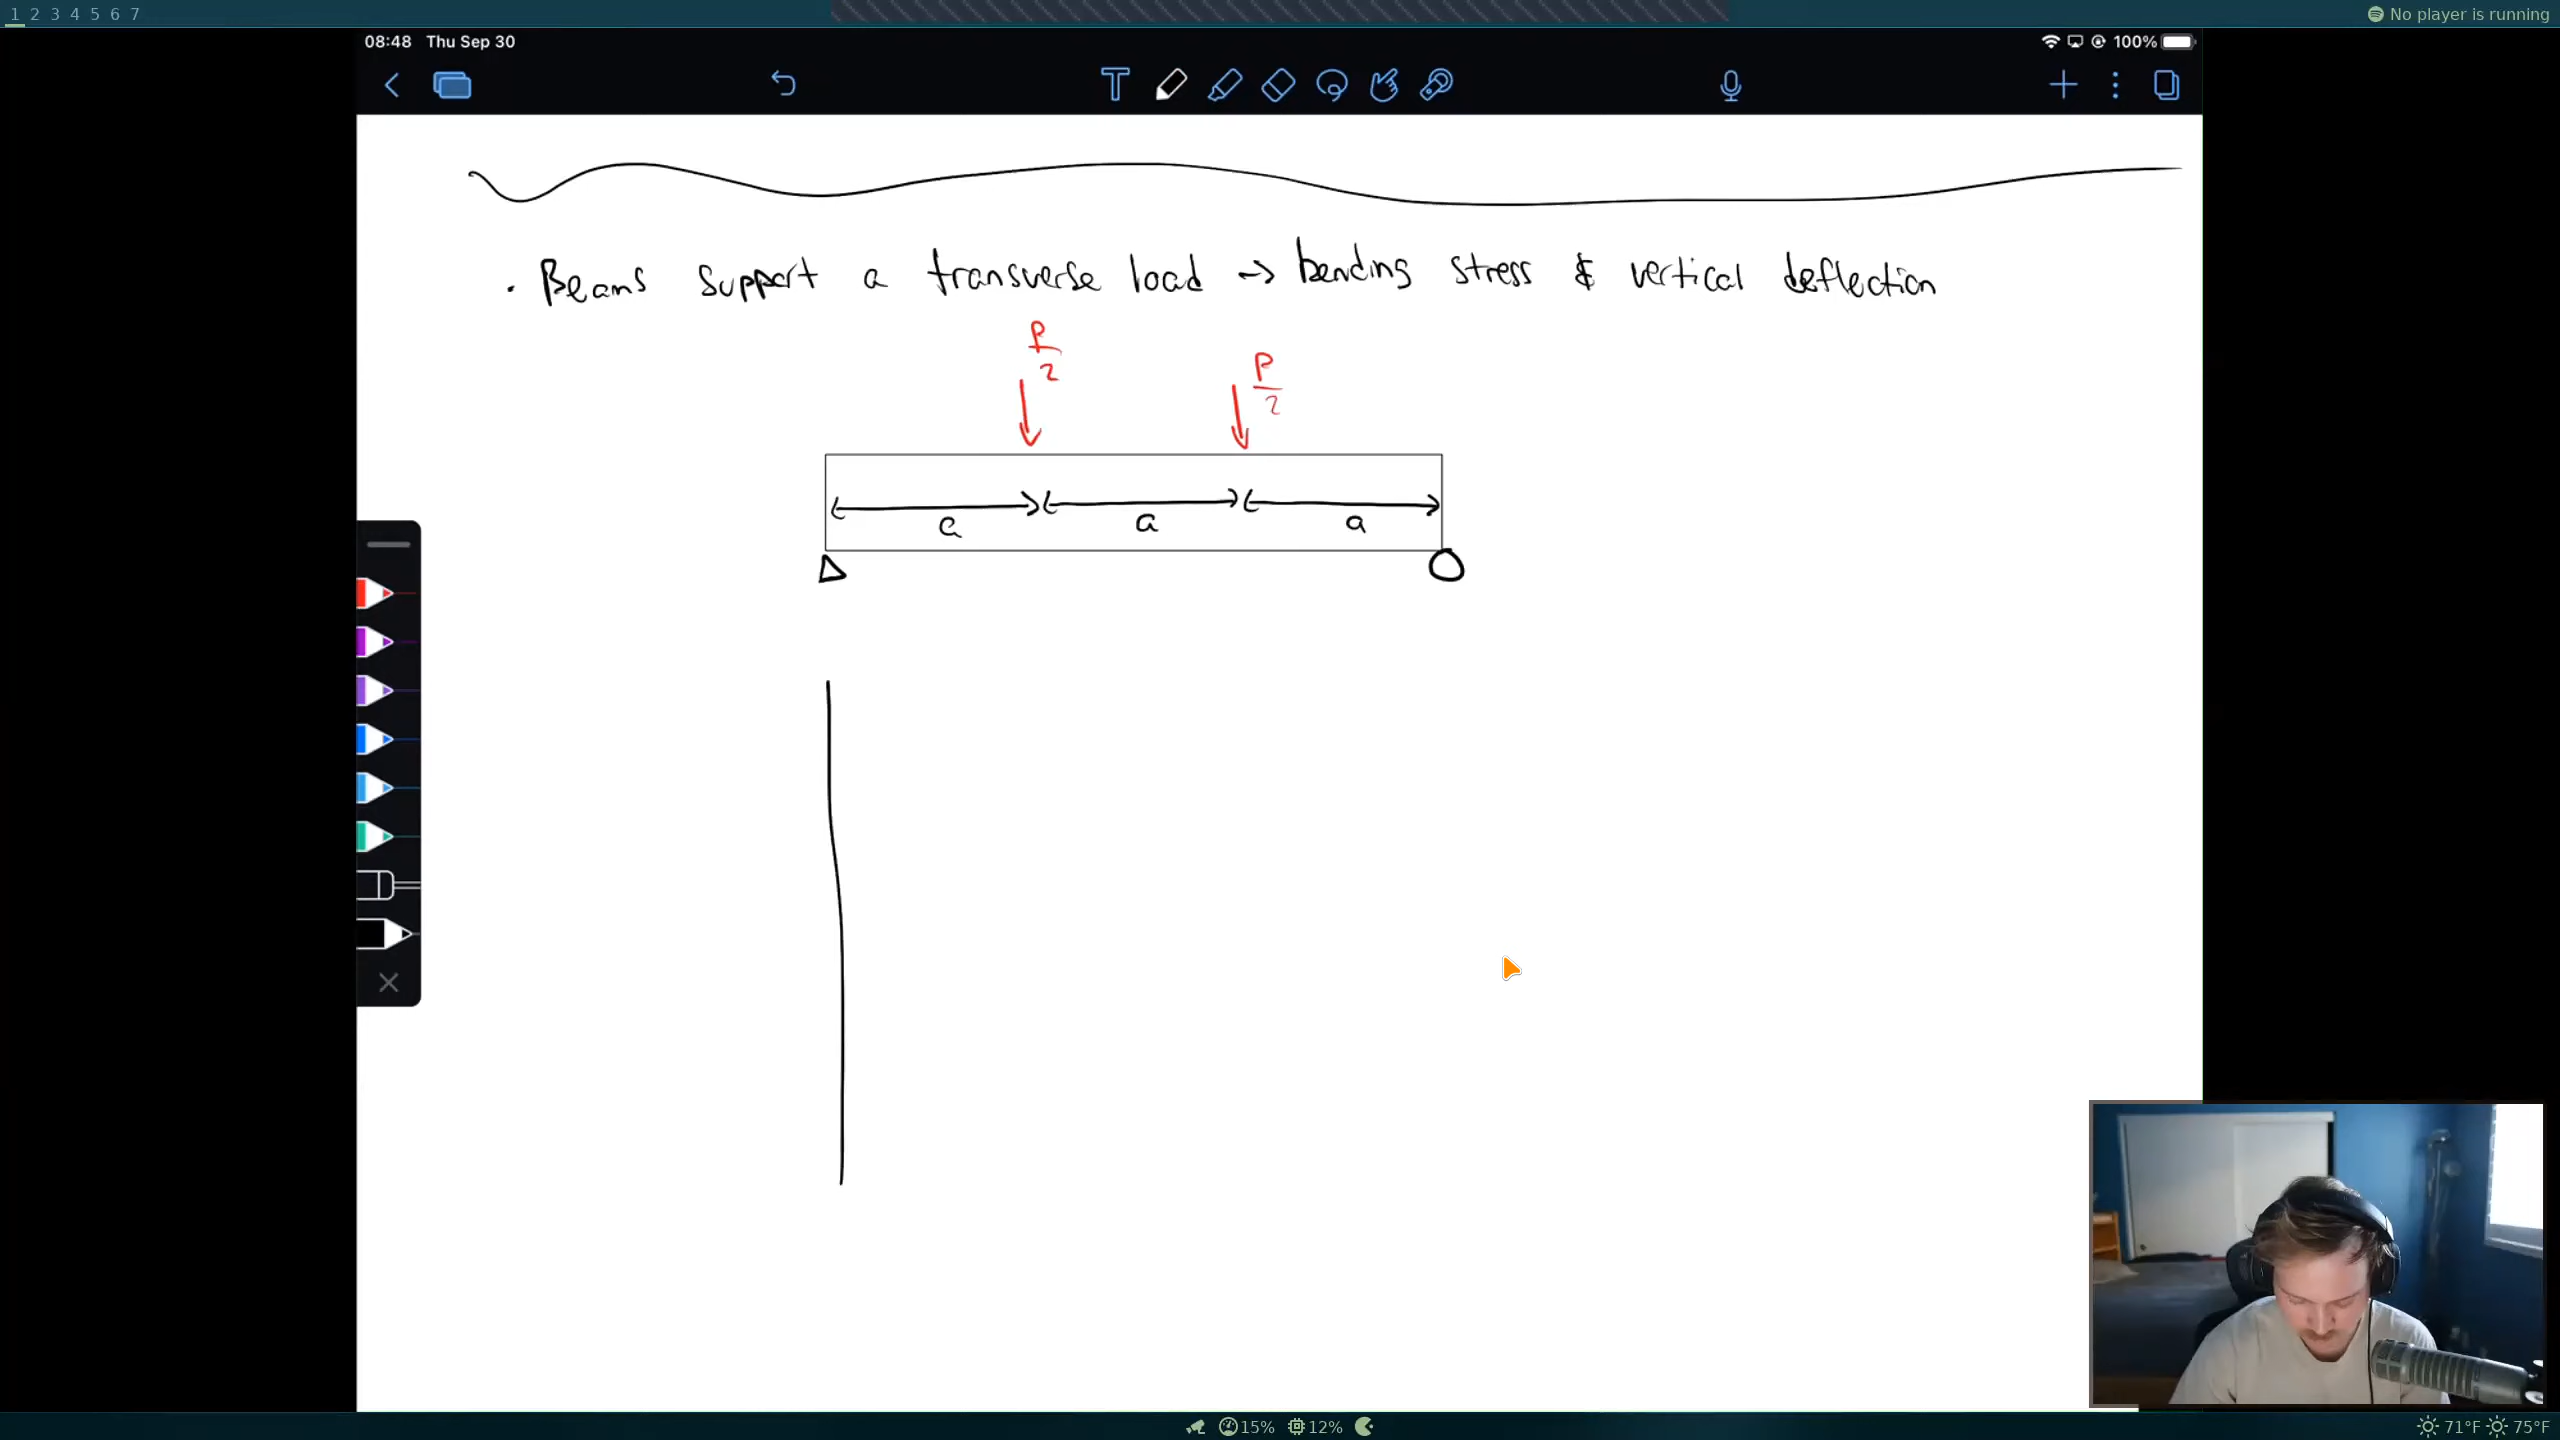 1 2 3 4 5 6 7
No player is running
08:48 Thu Sep 30
100%
T
. Beams support a transverse load → bending stress & vertical deflection
P
2
P
2
a a a
15% 12%
71°F 75°F